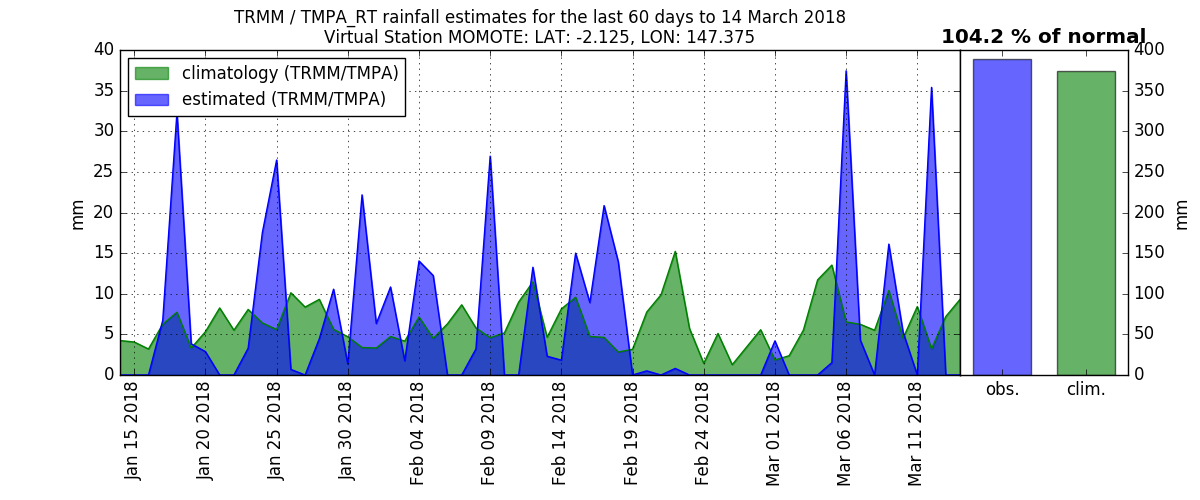 TRMM / TMPA_RT rainfall estimates for the last 60 days to 14 March 2018
Virtual Station MOMOTE: LAT: -2.125, LON: 147.375
104.2 % of normal
climatology (TRMM/TMPA)
estimated (TRMM/TMPA)
mm
40
35
30
25
20
15
10
5
0
Jan 15 2018
Jan 20 2018
Jan 25 2018
Jan 30 2018
Feb 04 2018
Feb 09 2018
Feb 14 2018
Feb 19 2018
Feb 24 2018
Mar 01 2018
Mar 06 2018
Mar 11 2018
obs.
clim.
400
350
300
250
200
150
100
50
0
mm